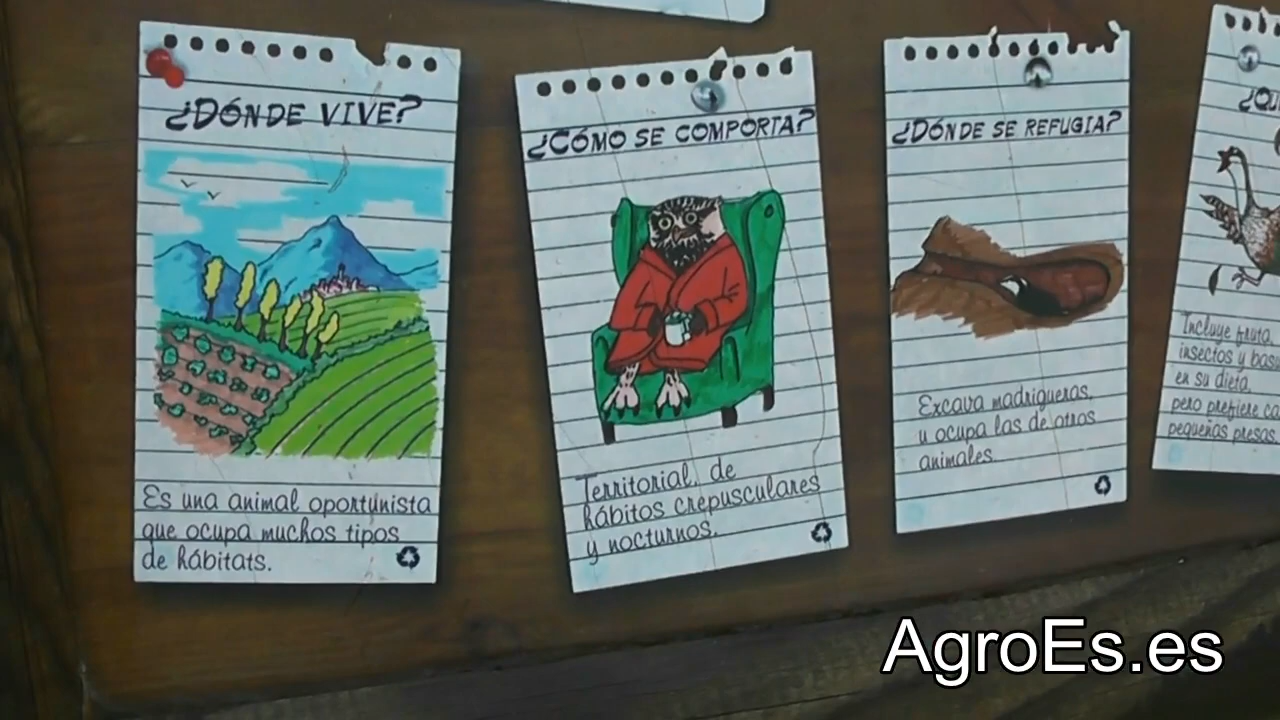 ¿DÓNDE VIVE?
Es una animal oportunista
que ocupa muchos tipos
de hábitats.
¿CÓMO SE COMPORTA?
Territorial, de
hábitos crepusculares
y nocturnos.
¿DÓNDE SE REFUGIA?
Excava madrigueras,
u ocupa las de otros
animales.
Incluye fruta,
insectos y
en su dieta,
pero prefiere
pequeñas presas
AgroEs.es